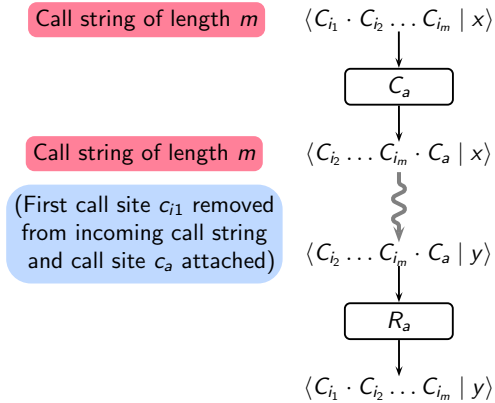 Call string of length m
⟨C_{i_1} · C_{i_2} … C_{i_m} | x⟩
C_a
Call string of length m
⟨C_{i_2} … C_{i_m} · C_a | x⟩
(First call site c_{i1} removed
from incoming call string
and call site c_a attached)
⟨C_{i_2} … C_{i_m} · C_a | y⟩
R_a
⟨C_{i_1} · C_{i_2} … C_{i_m} | y⟩